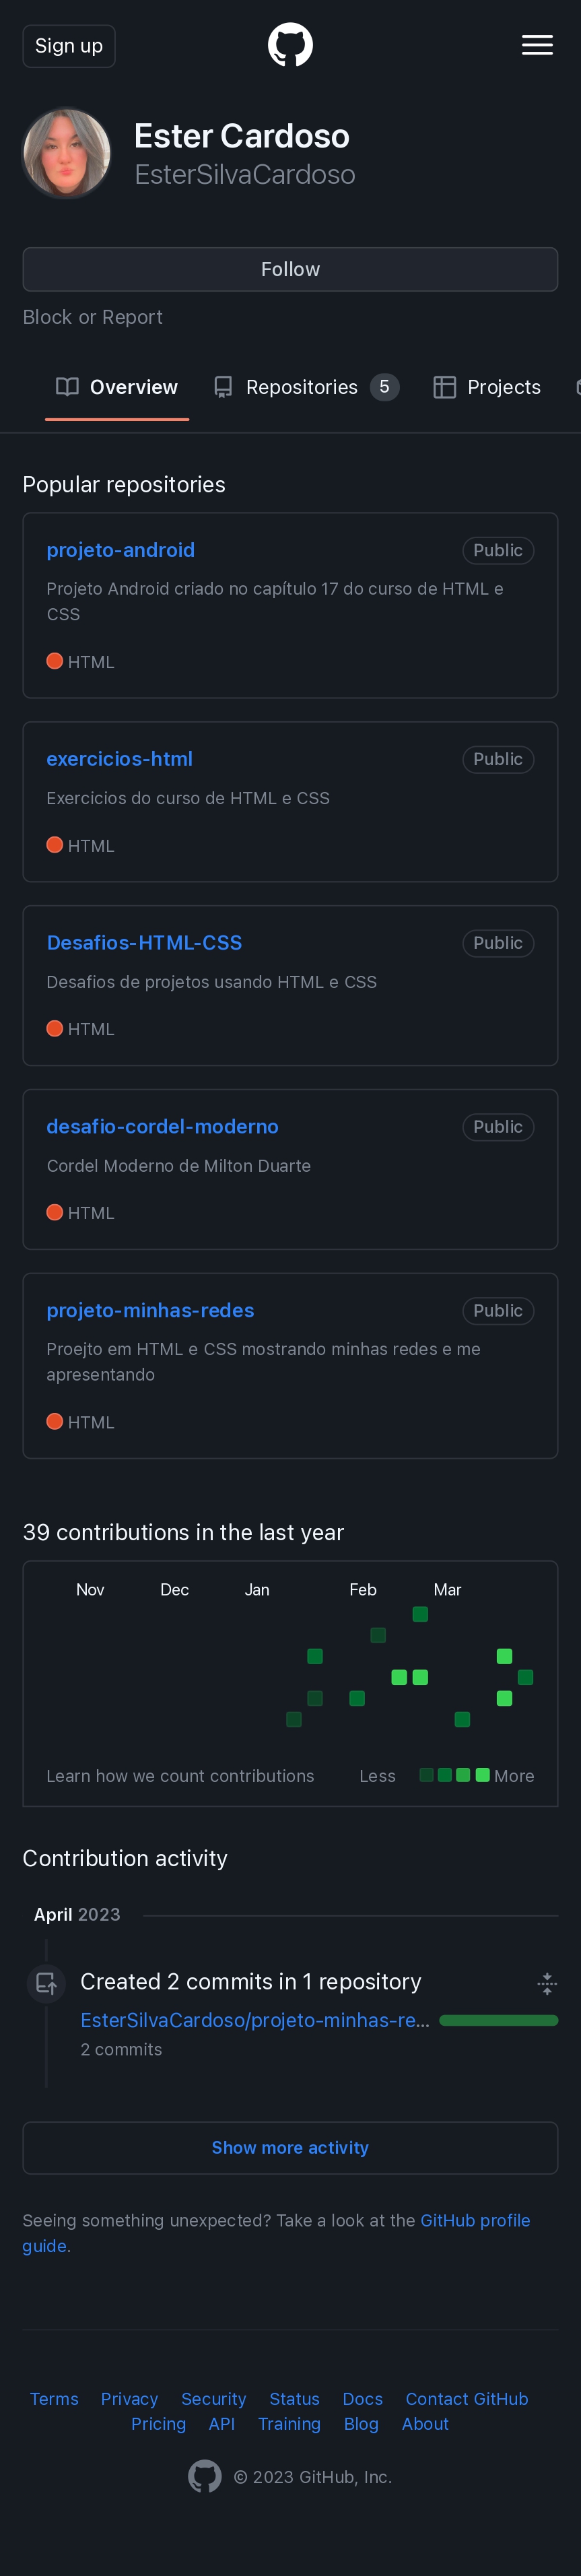 Sign up
Ester Cardoso
EsterSilvaCardoso
Follow
Block or Report
Overview
Repositories 5
Projects
Popular repositories
projeto-android Public
Projeto Android criado no capítulo 17 do curso de HTML e
CSS
HTML
exercicios-html Public
Exercicios do curso de HTML e CSS
HTML
Desafios-HTML-CSS Public
Desafios de projetos usando HTML e CSS
HTML
desafio-cordel-moderno Public
Cordel Moderno de Milton Duarte
HTML
projeto-minhas-redes Public
Proejto em HTML e CSS mostrando minhas redes e me
apresentando
HTML
39 contributions in the last year
Nov Dec Jan Feb Mar
Learn how we count contributions Less More
Contribution activity
April 2023
Created 2 commits in 1 repository
EsterSilvaCardoso/projeto-minhas-re...
2 commits
Show more activity
Seeing something unexpected? Take a look at the GitHub profile
guide.
Terms Privacy Security Status Docs Contact GitHub
Pricing API Training Blog About
© 2023 GitHub, Inc.